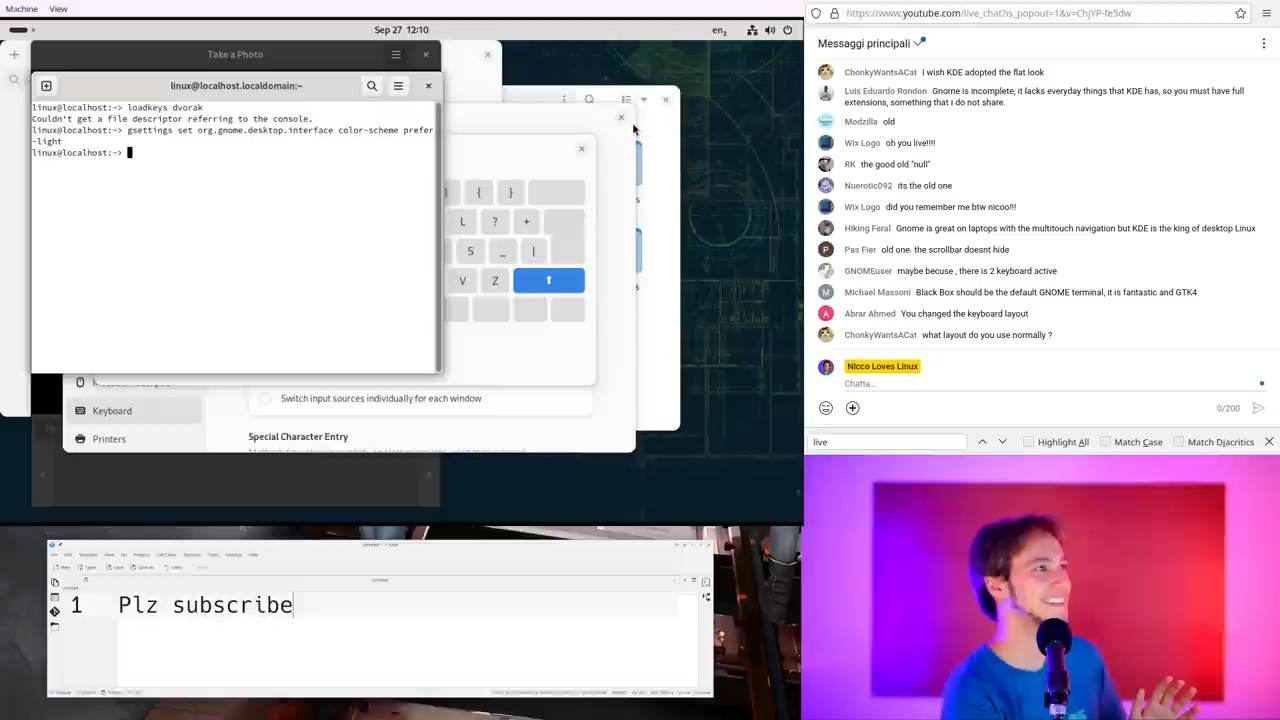 Machine View
Sep 27 12:10
en₂
Take a Photo
linux@localhost.localdomain:~
linux@localhost:~> loadkeys dvorak
Couldn't get a file descriptor referring to the console.
linux@localhost:~> gsettings set org.gnome.desktop.interface color-scheme prefer
-light
linux@localhost:~>
{ }
L ? +
S _ |
V Z
Keyboard
Printers
Switch input sources individually for each window
Special Character Entry
1 Plz subscribe
https://www.youtube.com/live_chat?is_popout=1&v=ChjYP-fe5dw
Messaggi principali
ChonkyWantsACat I wish KDE adopted the flat look
Luis Eduardo Rondon Gnome is incomplete, it lacks everyday things that KDE has, so you must have full
extensions, something that i do not share.
Modzilla old
Wix Logo oh you live!!!!
RK the good old "null"
Nuerotic092 its the old one
Wix Logo did you remember me btw nicoo!!!
Hiking Feral Gnome is great on laptops with the multitouch navigation but KDE is the king of desktop Linux
Pas Fier old one. the scrollbar doesnt hide
GNOMEuser maybe becuse , there is 2 keyboard active
Michael Massoni Black Box should be the default GNOME terminal, it is fantastic and GTK4
Abrar Ahmed You changed the keyboard layout
ChonkyWantsACat what layout do you use normally ?
Nicco Loves Linux
Chatta...
0/200
live
Highlight All Match Case Match Diacritics